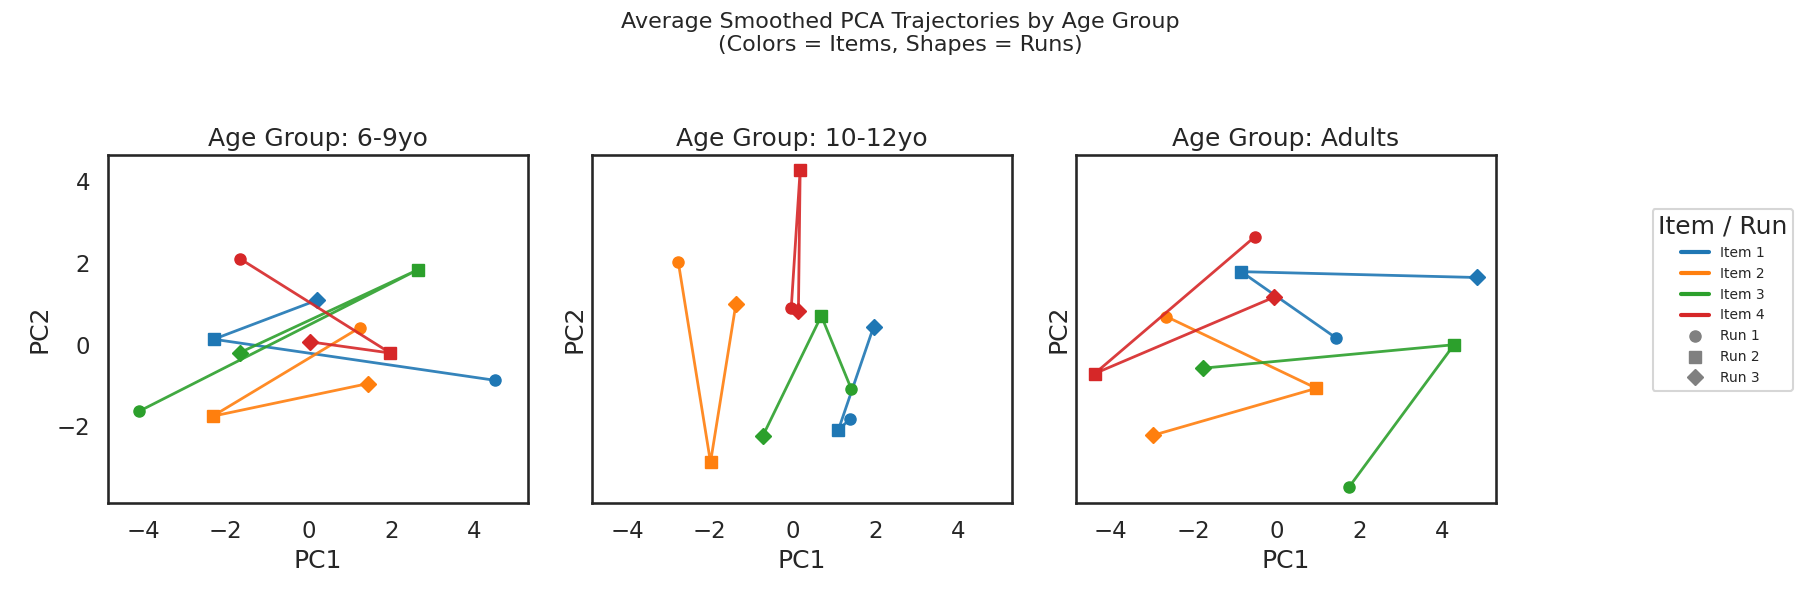 Average Smoothed PCA Trajectories by Age Group
(Colors = Items, Shapes = Runs)
Age Group: 6-9yo
4
2
0
−2
PC2
−4 −2 0 2 4
PC1
Age Group: 10-12yo
PC2
−4 −2 0 2 4
PC1
Age Group: Adults
PC2
−4 −2 0 2 4
PC1
Item / Run
Item 1
Item 2
Item 3
Item 4
Run 1
Run 2
Run 3